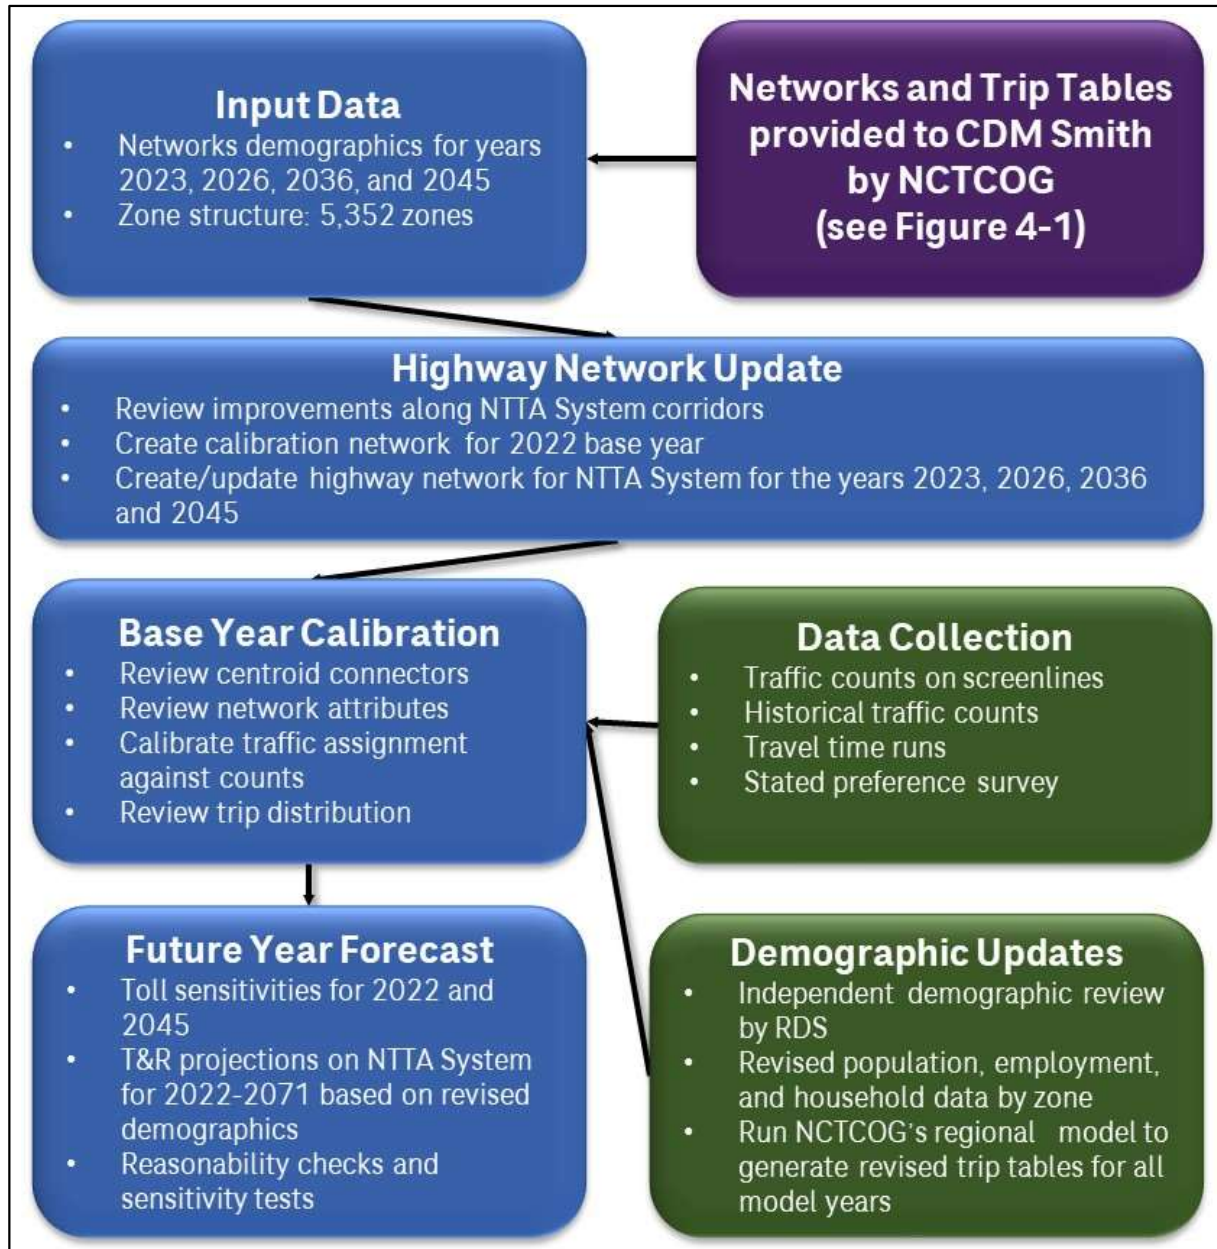 Input Data
• Networks demographics for years
2023, 2026, 2036, and 2045
• Zone structure: 5,352 zones
Networks and Trip Tables
provided to CDM Smith
by NCTCOG
(see Figure 4-1)
Highway Network Update
• Review improvements along NTTA System corridors
• Create calibration network for 2022 base year
• Create/update highway network for NTTA System for the years 2023, 2026, 2036
and 2045
Base Year Calibration
• Review centroid connectors
• Review network attributes
• Calibrate traffic assignment
against counts
• Review trip distribution
Data Collection
• Traffic counts on screenlines
• Historical traffic counts
• Travel time runs
• Stated preference survey
Future Year Forecast
• Toll sensitivities for 2022 and
2045
• T&R projections on NTTA System
for 2022-2071 based on revised
demographics
• Reasonability checks and
sensitivity tests
Demographic Updates
• Independent demographic review
by RDS
• Revised population, employment,
and household data by zone
• Run NCTCOG's regional model to
generate revised trip tables for all
model years